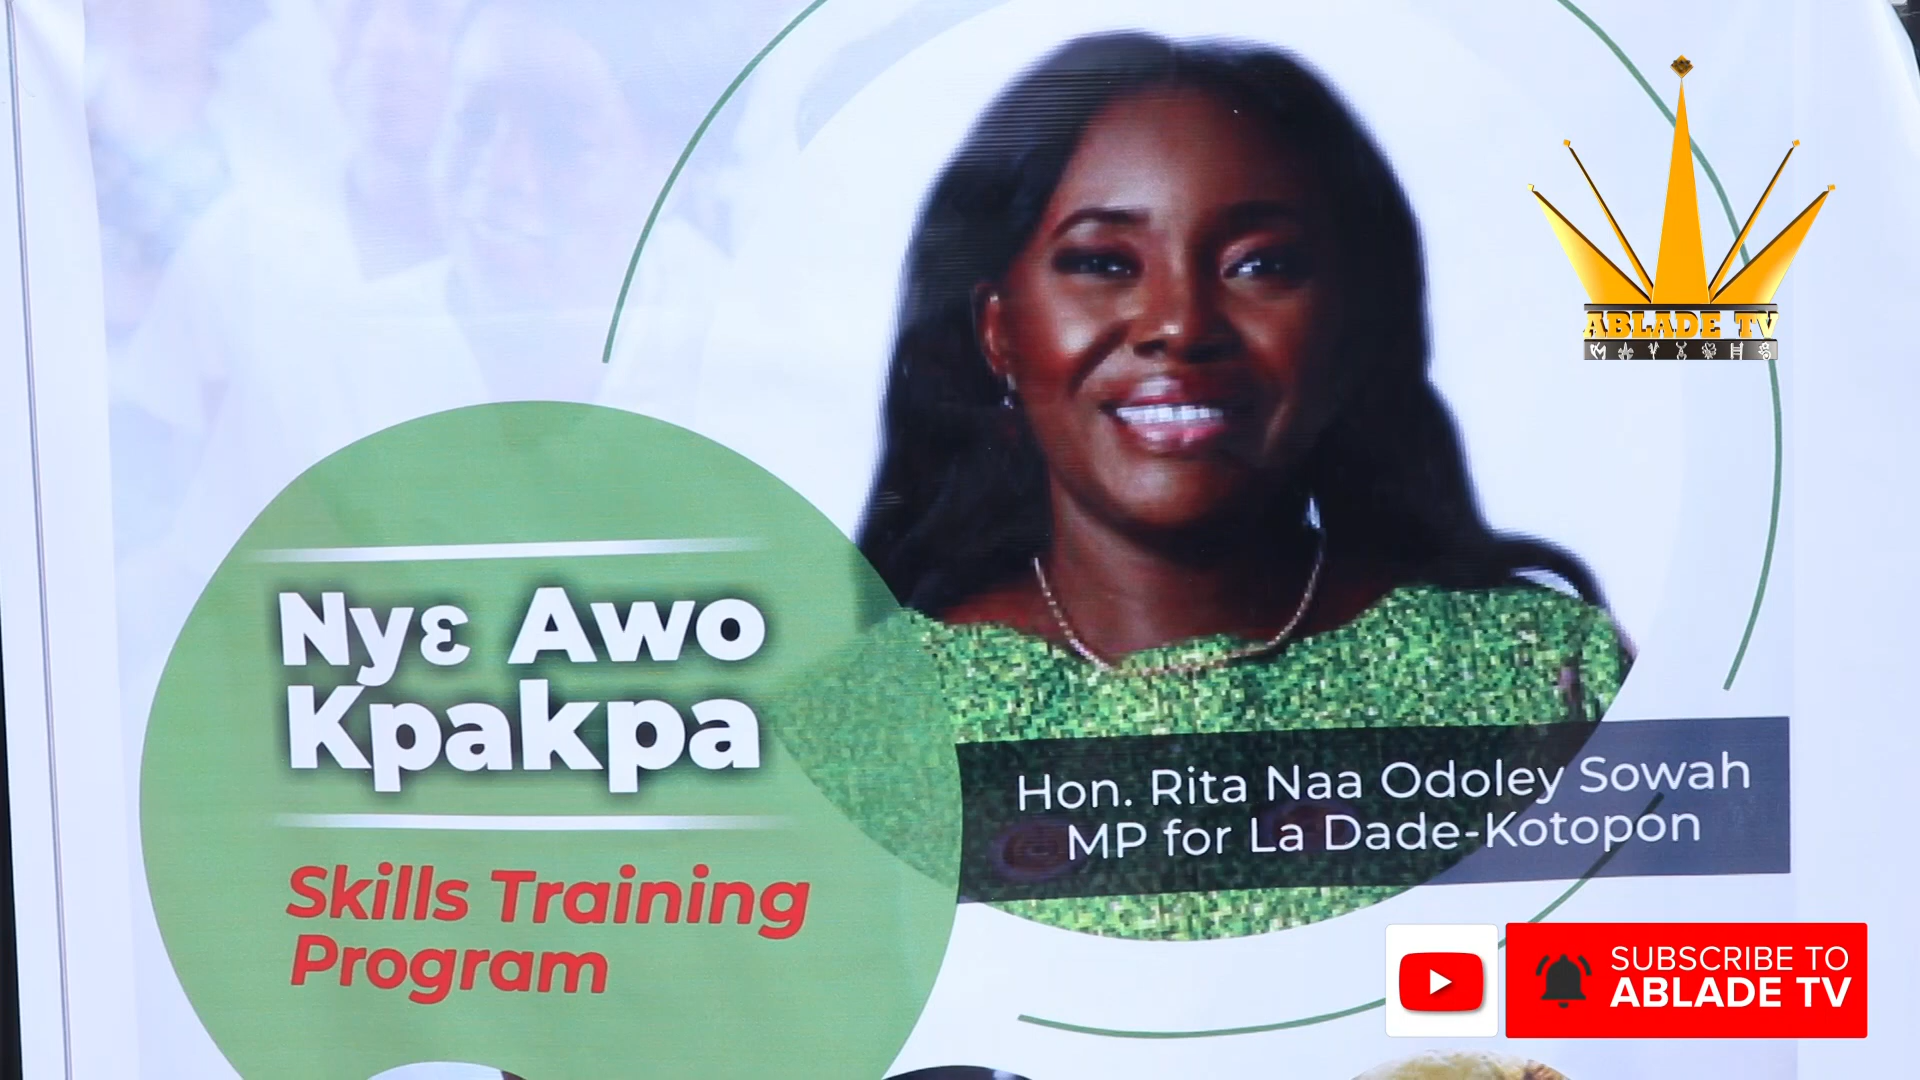 ABLADE TV
Nyɛ Awo
Kpakpa
Skills Training
Program
Hon. Rita Naa Odoley Sowah
MP for La Dade-Kotopon
SUBSCRIBE TO
ABLADE TV